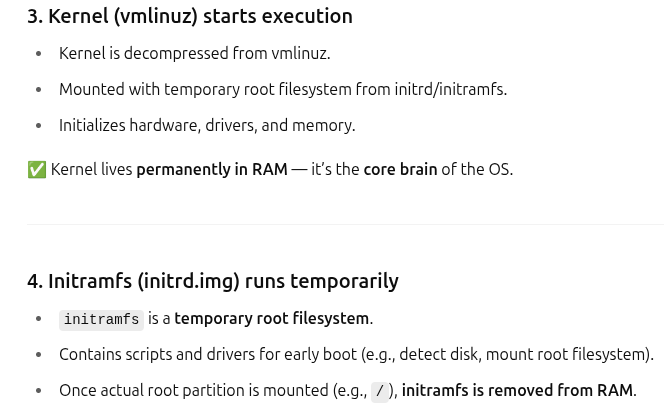 3. Kernel (vmlinuz) starts execution
• Kernel is decompressed from vmlinuz.
• Mounted with temporary root filesystem from initrd/initramfs.
• Initializes hardware, drivers, and memory.
✅ Kernel lives permanently in RAM — it's the core brain of the OS.
4. Initramfs (initrd.img) runs temporarily
• initramfs is a temporary root filesystem.
• Contains scripts and drivers for early boot (e.g., detect disk, mount root filesystem).
• Once actual root partition is mounted (e.g., /), initramfs is removed from RAM.